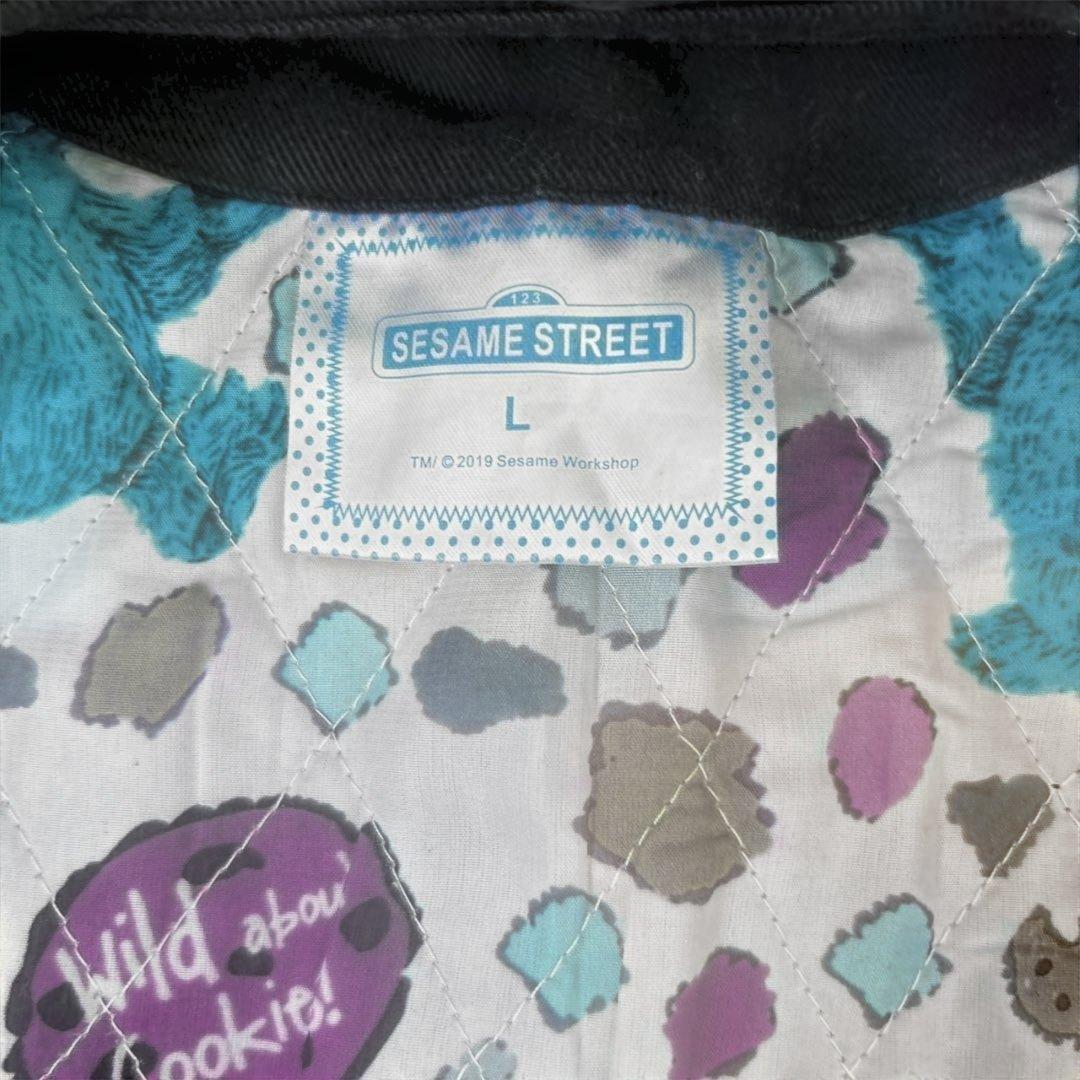 123
SESAME STREET
L
TM/ © 2019 Sesame Workshop
Wild abou'
Cookie!